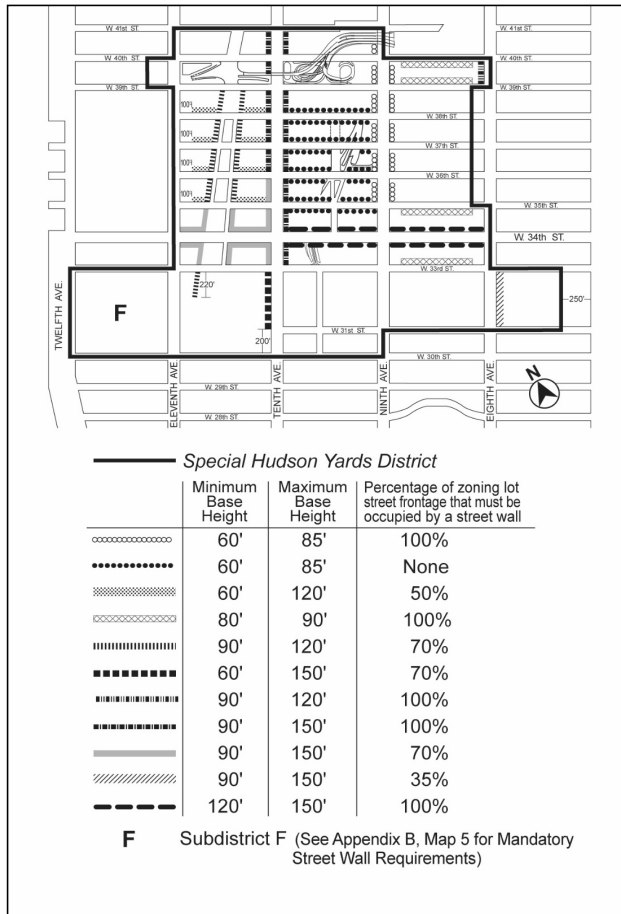 W. 41st ST.
W. 41st ST.
W. 40th ST.
W. 40th ST.
W. 39th ST.
W. 39th ST.
100'
W. 38th ST.
100'
W. 37th ST.
100'
W. 36th ST.
100'
W. 35th ST.
W. 34th ST.
W. 33rd ST.
TWELFTH AVE.
F
220'
250'
200'
W. 31st ST.
W. 30th ST.
ELEVENTH AVE.
TENTH AVE.
NINTH AVE.
EIGHTH AVE.
W. 29th ST.
W. 28th ST.
N
Special Hudson Yards District
Minimum Base Height
Maximum Base Height
Percentage of zoning lot street frontage that must be occupied by a street wall
60' 85' 100%
60' 85' None
60' 120' 50%
80' 90' 100%
90' 120' 70%
60' 150' 70%
90' 120' 100%
90' 150' 100%
90' 150' 70%
90' 150' 35%
120' 150' 100%
F Subdistrict F (See Appendix B, Map 5 for Mandatory
Street Wall Requirements)